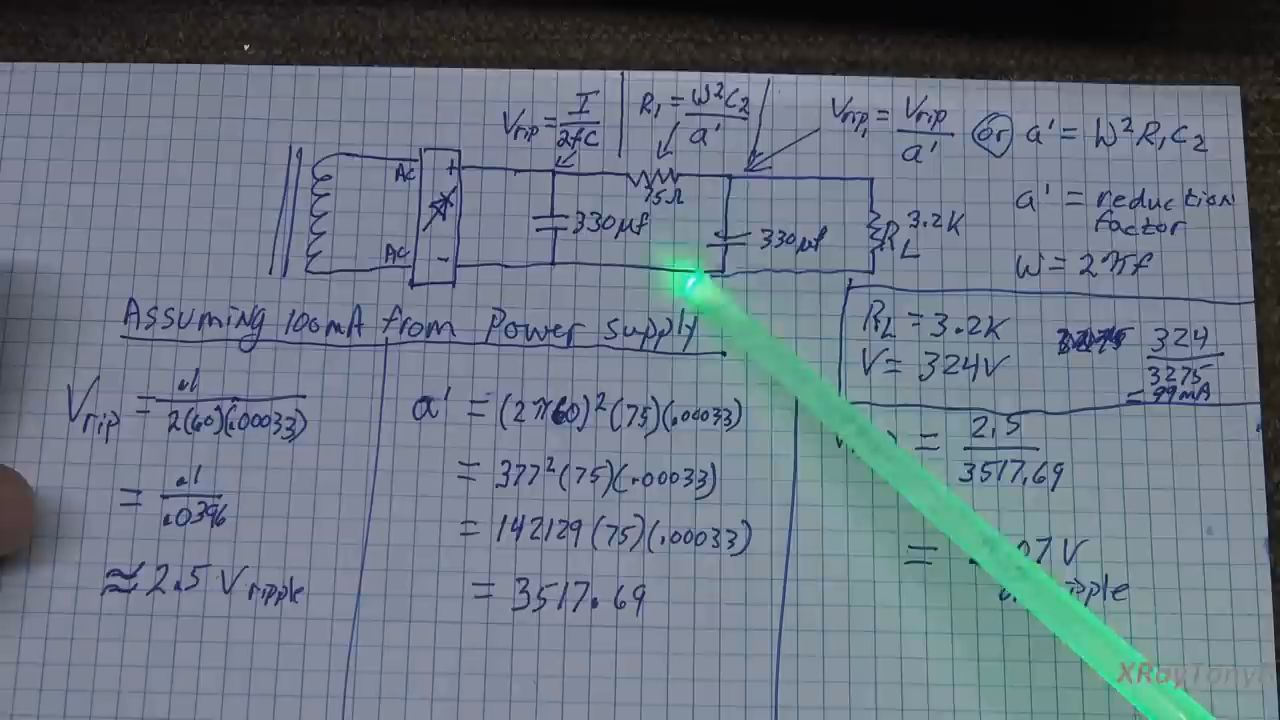 Vrip = I/2fC
R1 = W²C2/a'
Vrip1 = Vrip/a' or a' = W²R1C2
a' = reduction factor
W = 2πf
AC +
AC -
75Ω
330µf
330µf
RL 3.2K
Assuming 100mA from Power supply
RL = 3.2K
V = 324V
324/3275
= 99mA
Vrip = .1/2(60)(.00033)
= .1/.0396
≈ 2.5 V ripple
a' = (2π60)²(75)(.00033)
= 377²(75)(.00033)
= 142129(75)(.00033)
= 3517.69
= 2.5/3517.69
= 07V
XRayTony